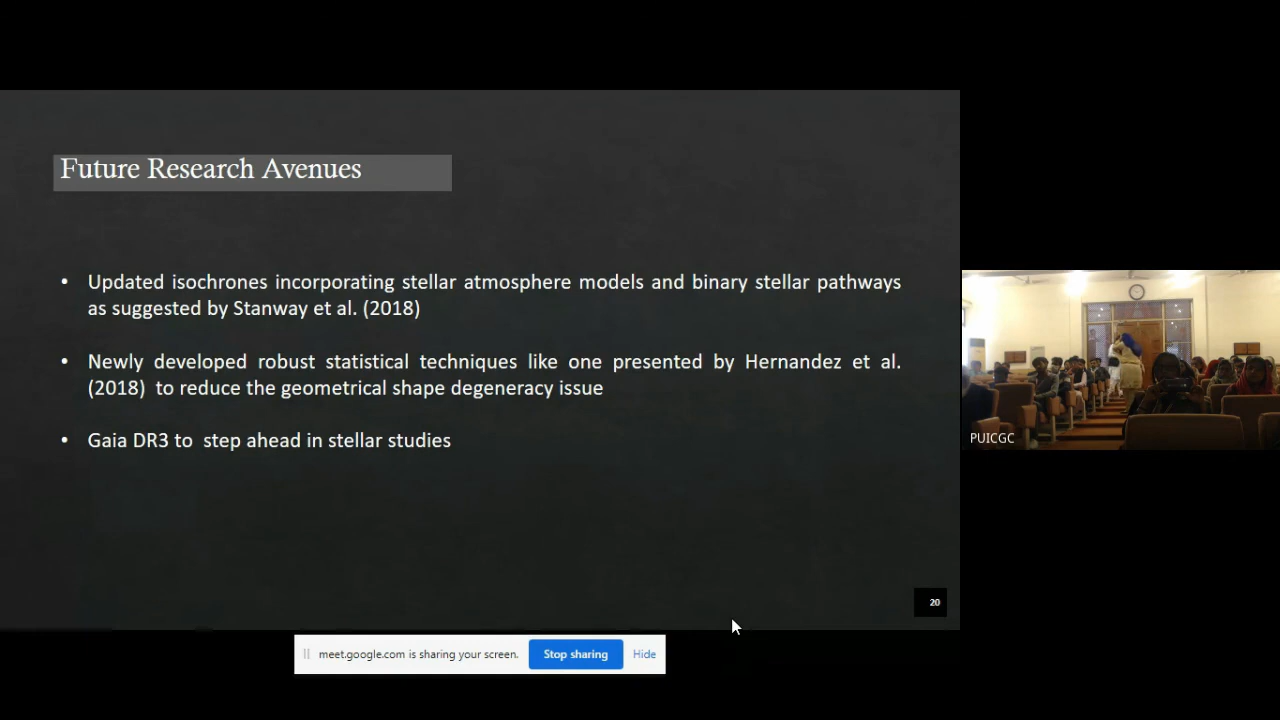 Future Research Avenues
• Updated isochrones incorporating stellar atmosphere models and binary stellar pathways
as suggested by Stanway et al. (2018)
• Newly developed robust statistical techniques like one presented by Hernandez et al.
(2018) to reduce the geometrical shape degeneracy issue
• Gaia DR3 to step ahead in stellar studies
PUICGC
20
meet.google.com is sharing your screen. Stop sharing Hide